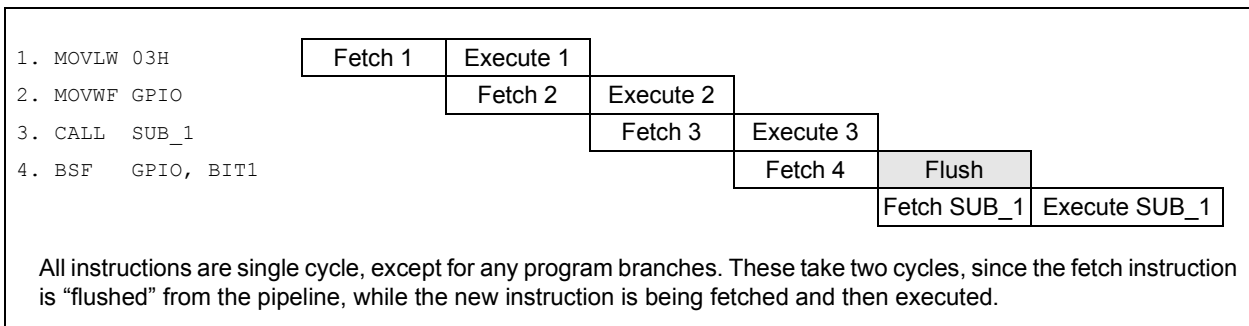 1. MOVLW 03H Fetch 1 Execute 1
2. MOVWF GPIO Fetch 2 Execute 2
3. CALL SUB_1 Fetch 3 Execute 3
4. BSF GPIO, BIT1 Fetch 4 Flush
Fetch SUB_1 Execute SUB_1
All instructions are single cycle, except for any program branches. These take two cycles, since the fetch instruction
is “flushed” from the pipeline, while the new instruction is being fetched and then executed.